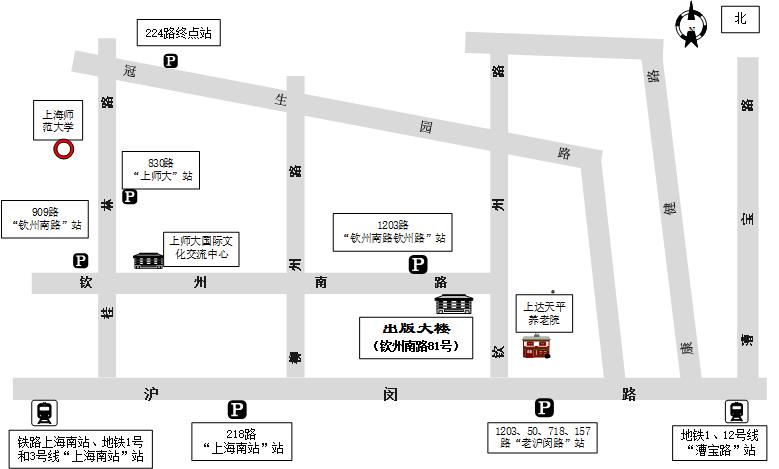 224路终点站
N
北
冠生园路
上海师
范大学
830路
“上师大”站
909路
“钦州南路”站
上师大国际文
化交流中心
1203路
“钦州南路钦州路”站
桂林路
柳州路
钦州路
健康路
漕宝路
钦州南路
出版大楼
（钦州南路81号）
上达天平
养老院
沪闵路
铁路上海南站、地铁1号
和3号线“上海南站”站
218路
“上海南站”站
1203、50、718、157
路“老沪闵路”站
地铁1、12号线
“漕宝路”站
P
P
P
P
P
P